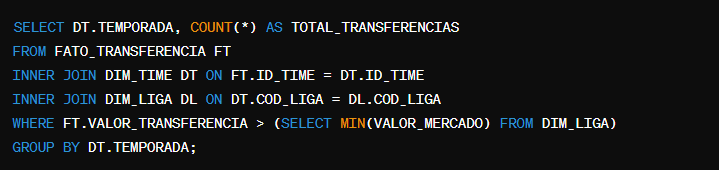 SELECT DT.TEMPORADA, COUNT(*) AS TOTAL_TRANSFERENCIAS
FROM FATO_TRANSFERENCIA FT
INNER JOIN DIM_TIME DT ON FT.ID_TIME = DT.ID_TIME
INNER JOIN DIM_LIGA DL ON DT.COD_LIGA = DL.COD_LIGA
WHERE FT.VALOR_TRANSFERENCIA > (SELECT MIN(VALOR_MERCADO) FROM DIM_LIGA)
GROUP BY DT.TEMPORADA;